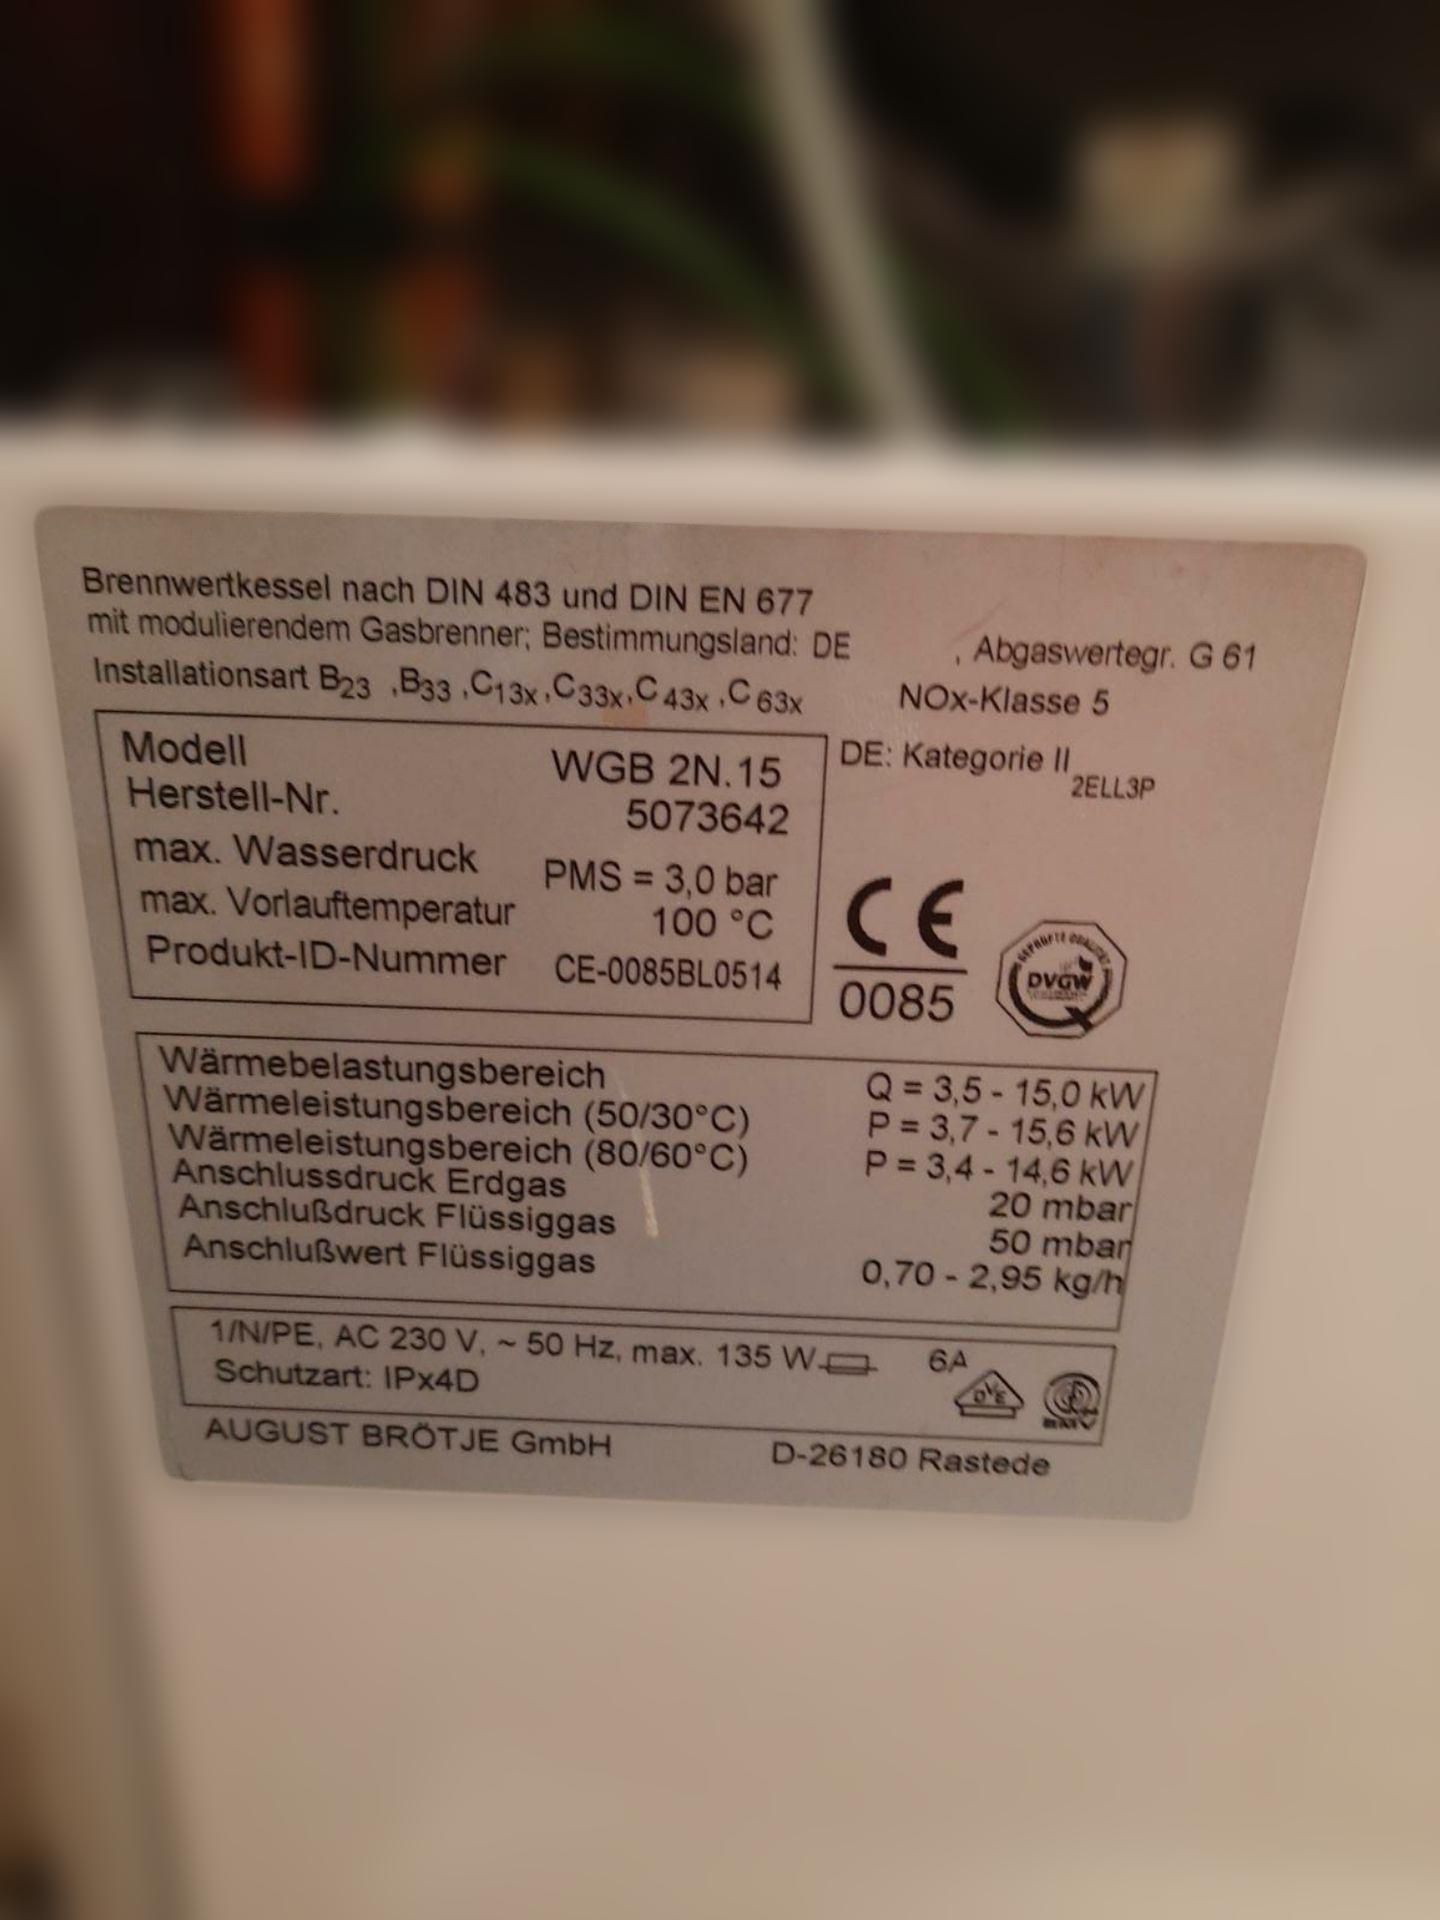 Brennwertkessel nach DIN 483 und DIN EN 677
mit modulierendem Gasbrenner; Bestimmungsland: DE , Abgaswertegr. G 61
Installationsart B23 ,B33 ,C13x ,C33x,C43x ,C63x NOx-Klasse 5
Modell WGB 2N.15
DE: Kategorie II 2ELL3P
Herstell-Nr. 5073642
max. Wasserdruck PMS = 3,0 bar
max. Vorlauftemperatur 100 °C
Produkt-ID-Nummer CE-0085BL0514
CE
0085
GEPRÜFTE QUALITÄT
DVGW
Wärmebelastungsbereich Q = 3,5 - 15,0 kW
Wärmeleistungsbereich (50/30°C) P = 3,7 - 15,6 kW
Wärmeleistungsbereich (80/60°C) P = 3,4 - 14,6 kW
Anschlussdruck Erdgas 20 mbar
Anschlußdruck Flüssiggas 50 mbar
Anschlußwert Flüssiggas 0,70 - 2,95 kg/h
1/N/PE, AC 230 V, ~ 50 Hz, max. 135 W 6A
Schutzart: IPx4D
DVE
EMV
AUGUST BRÖTJE GmbH D-26180 Rastede